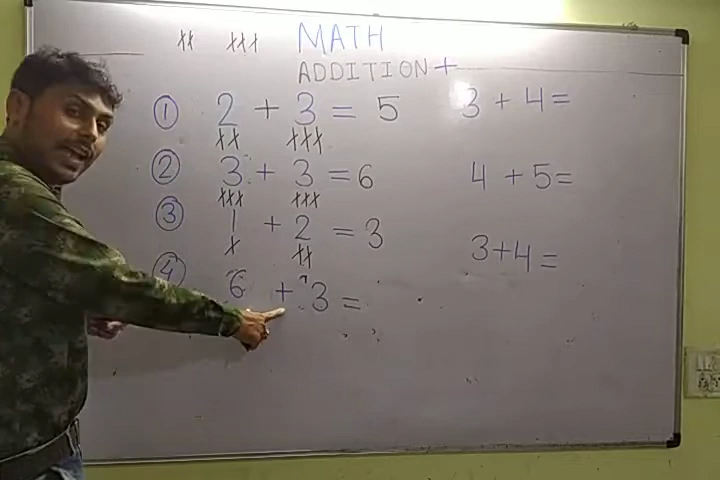 MATH
ADDITION +
① 2 + 3 = 5
② 3 + 3 = 6
③ 1 + 2 = 3
④ 6 + 3 =
3 + 4 =
4 + 5 =
3 + 4 =